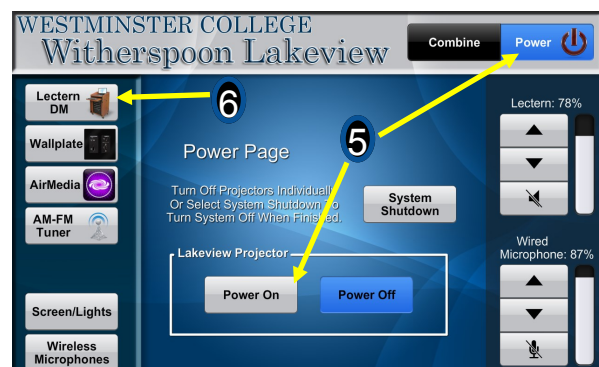 WESTMINSTER COLLEGE
Witherspoon Lakeview
Combine
Power
Lectern
DM
6
5
Lectern: 78%
Wallplate
Power Page
AirMedia
Turn Off Projectors Individually
Or Select System Shutdown To
Turn System Off When Finished.
System
Shutdown
AM-FM
Tuner
Wired
Microphone: 87%
Lakeview Projector
Power On
Power Off
Screen/Lights
Wireless
Microphones